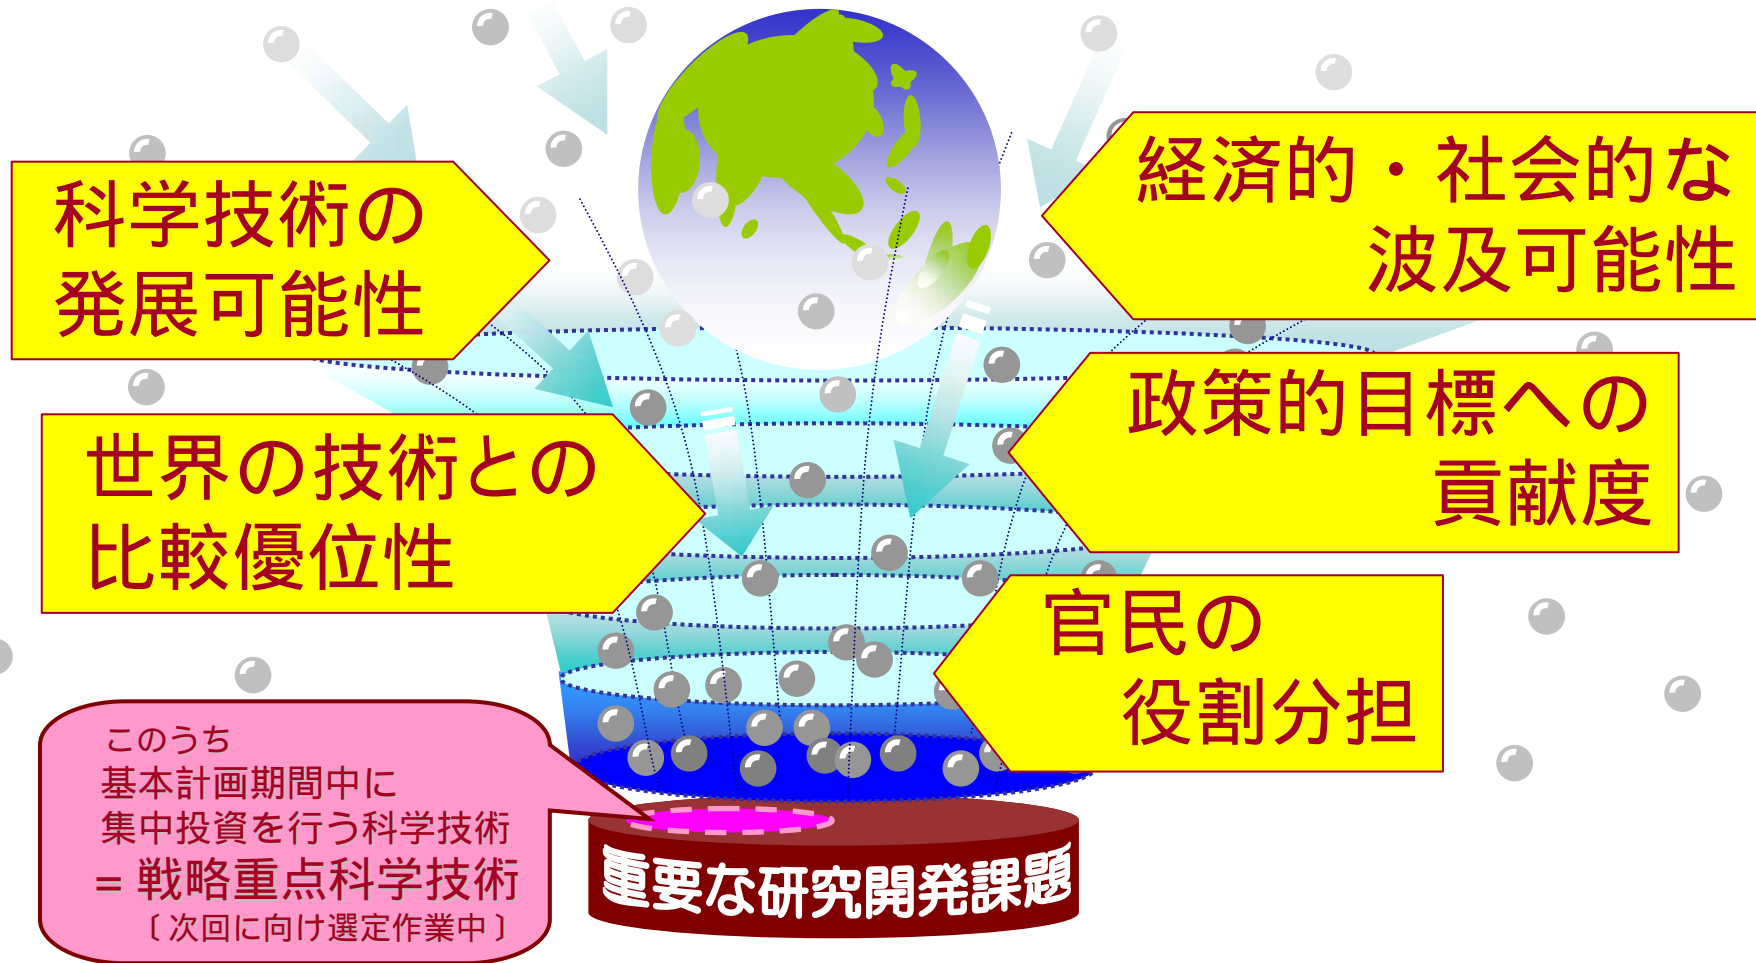 科学技術の
発展可能性
世界の技術との
比較優位性
経済的・社会的な
波及可能性
政策的目標への
貢献度
官民の
役割分担
このうち
基本計画期間中に
集中投資を行う科学技術
= 戦略重点科学技術
〔次回に向け選定作業中〕
重要な研究開発課題